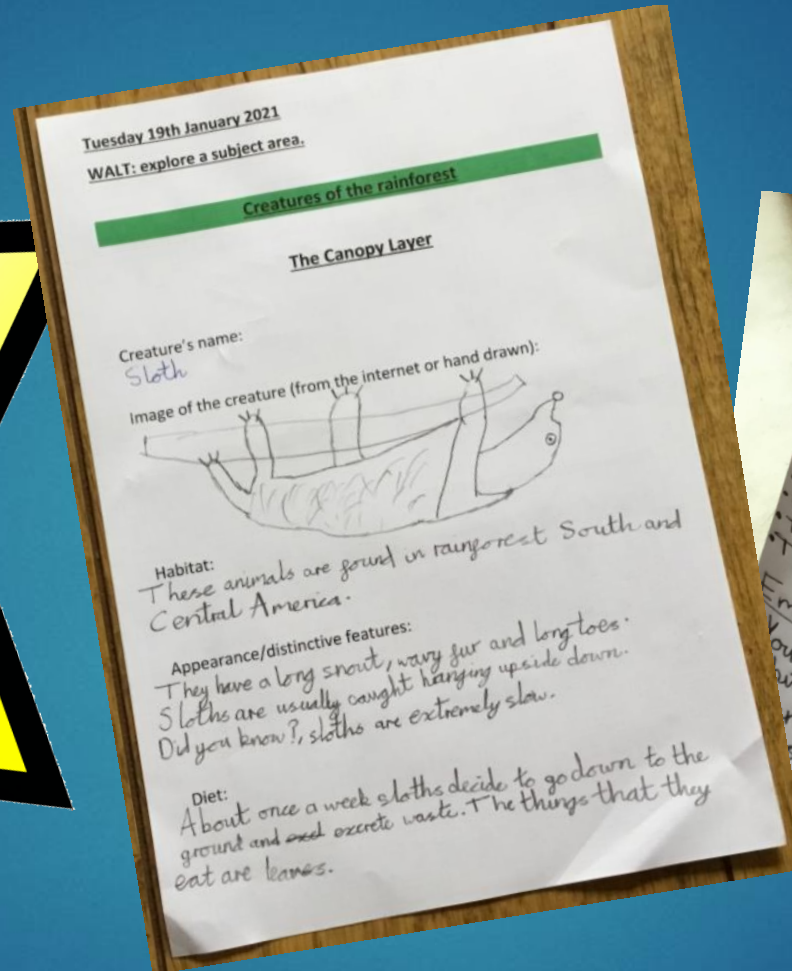 Tuesday 19th January 2021
WALT: explore a subject area.
Creatures of the rainforest
The Canopy Layer
Creature's name:
Sloth
Image of the creature (from the internet or hand drawn):
Habitat:
These animals are found in rainforest South and
Central America.
Appearance/distinctive features:
They have a long snout, wavy fur and long toes.
Sloths are usually caught hanging upside down.
Did you know?, sloths are extremely slow.
Diet:
About once a week sloths decide to go down to the
ground and excrete waste. The things that they
eat are leaves.